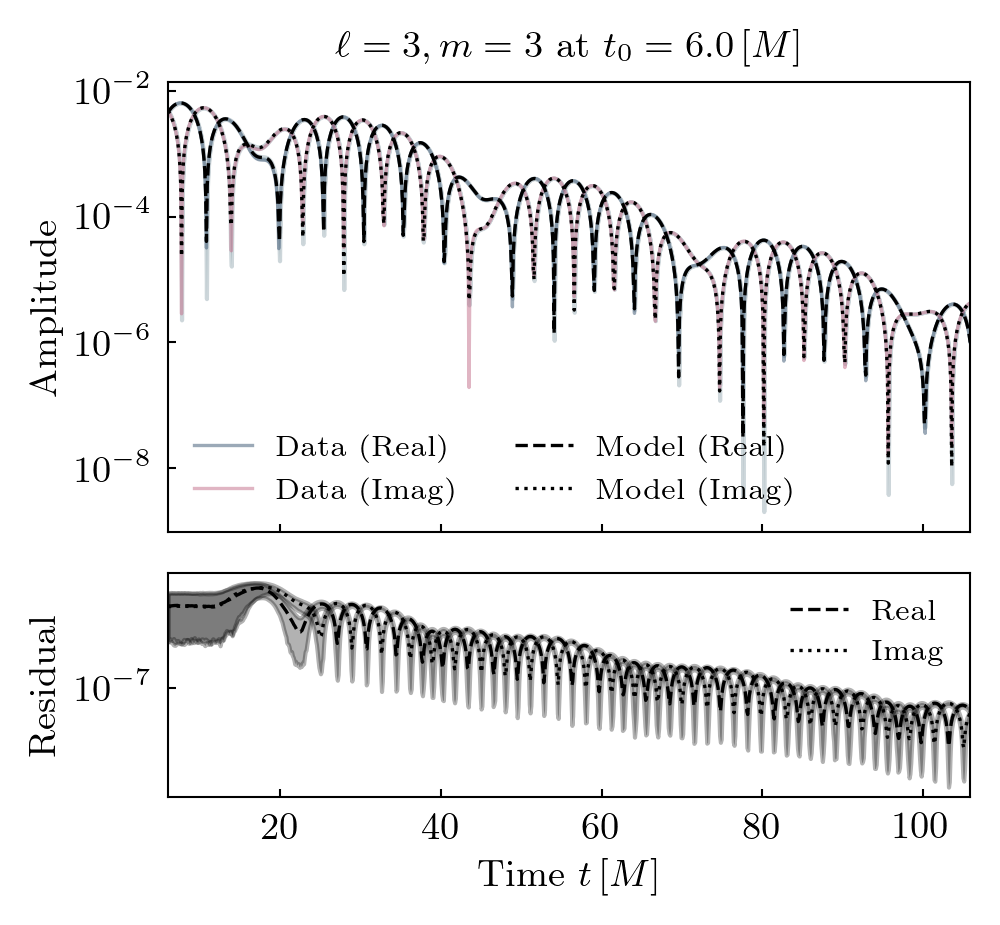 ℓ = 3, m = 3 at t₀ = 6.0 [M]
10⁻²
10⁻⁴
10⁻⁶
10⁻⁸
Amplitude
Data (Real)
Data (Imag)
Model (Real)
Model (Imag)
Residual
10⁻⁷
Real
Imag
20 40 60 80 100
Time t [M]